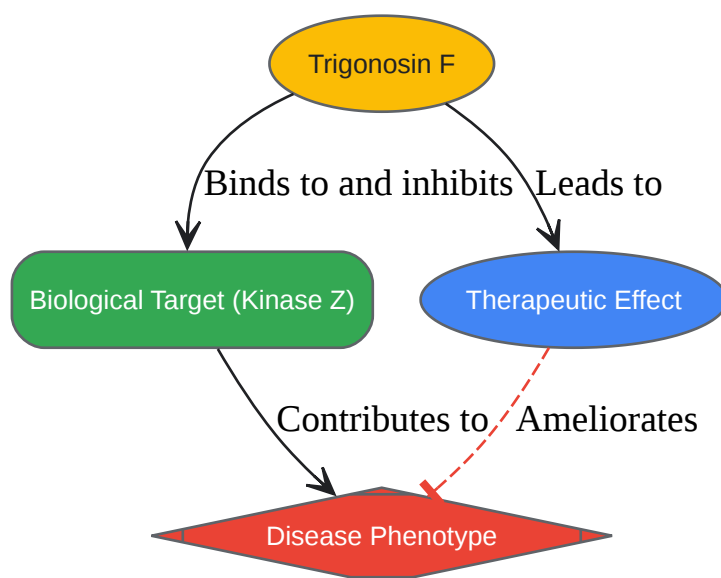 Trigonosin F
Binds to and inhibits
Leads to
Biological Target (Kinase Z)
Therapeutic Effect
Contributes to
Ameliorates
Disease Phenotype